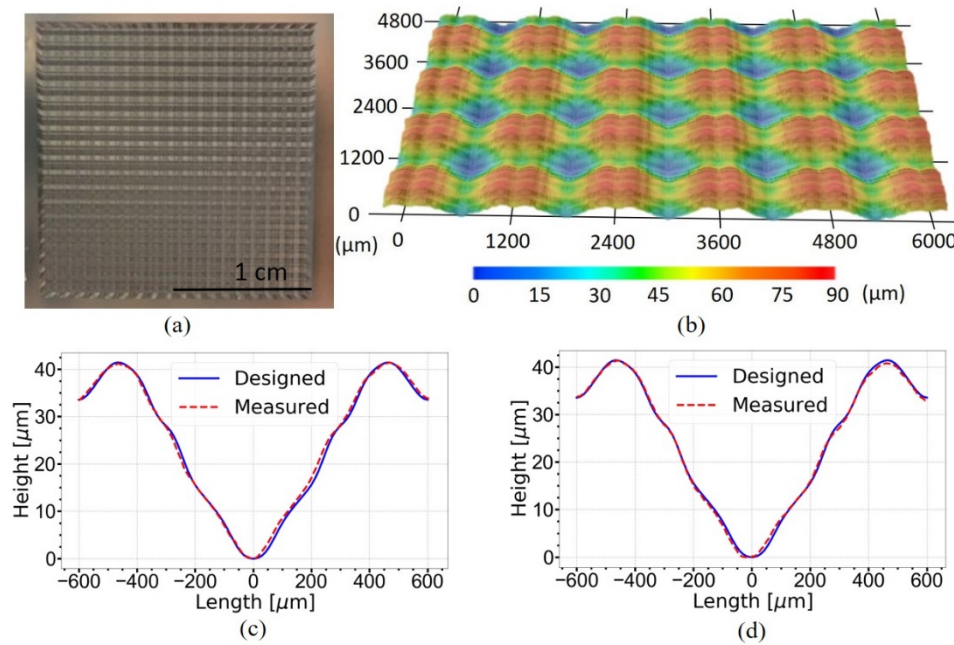 1 cm
(a)
4800
3600
2400
1200
0
(μm)
0 1200 2400 3600 4800 6000
0 15 30 45 60 75 90 (μm)
(b)
Height [μm]
40
30
20
10
0
Designed
Measured
−600 −400 −200 0 200 400 600
Length [μm]
(c)
Height [μm]
40
30
20
10
0
Designed
Measured
−600 −400 −200 0 200 400 600
Length [μm]
(d)